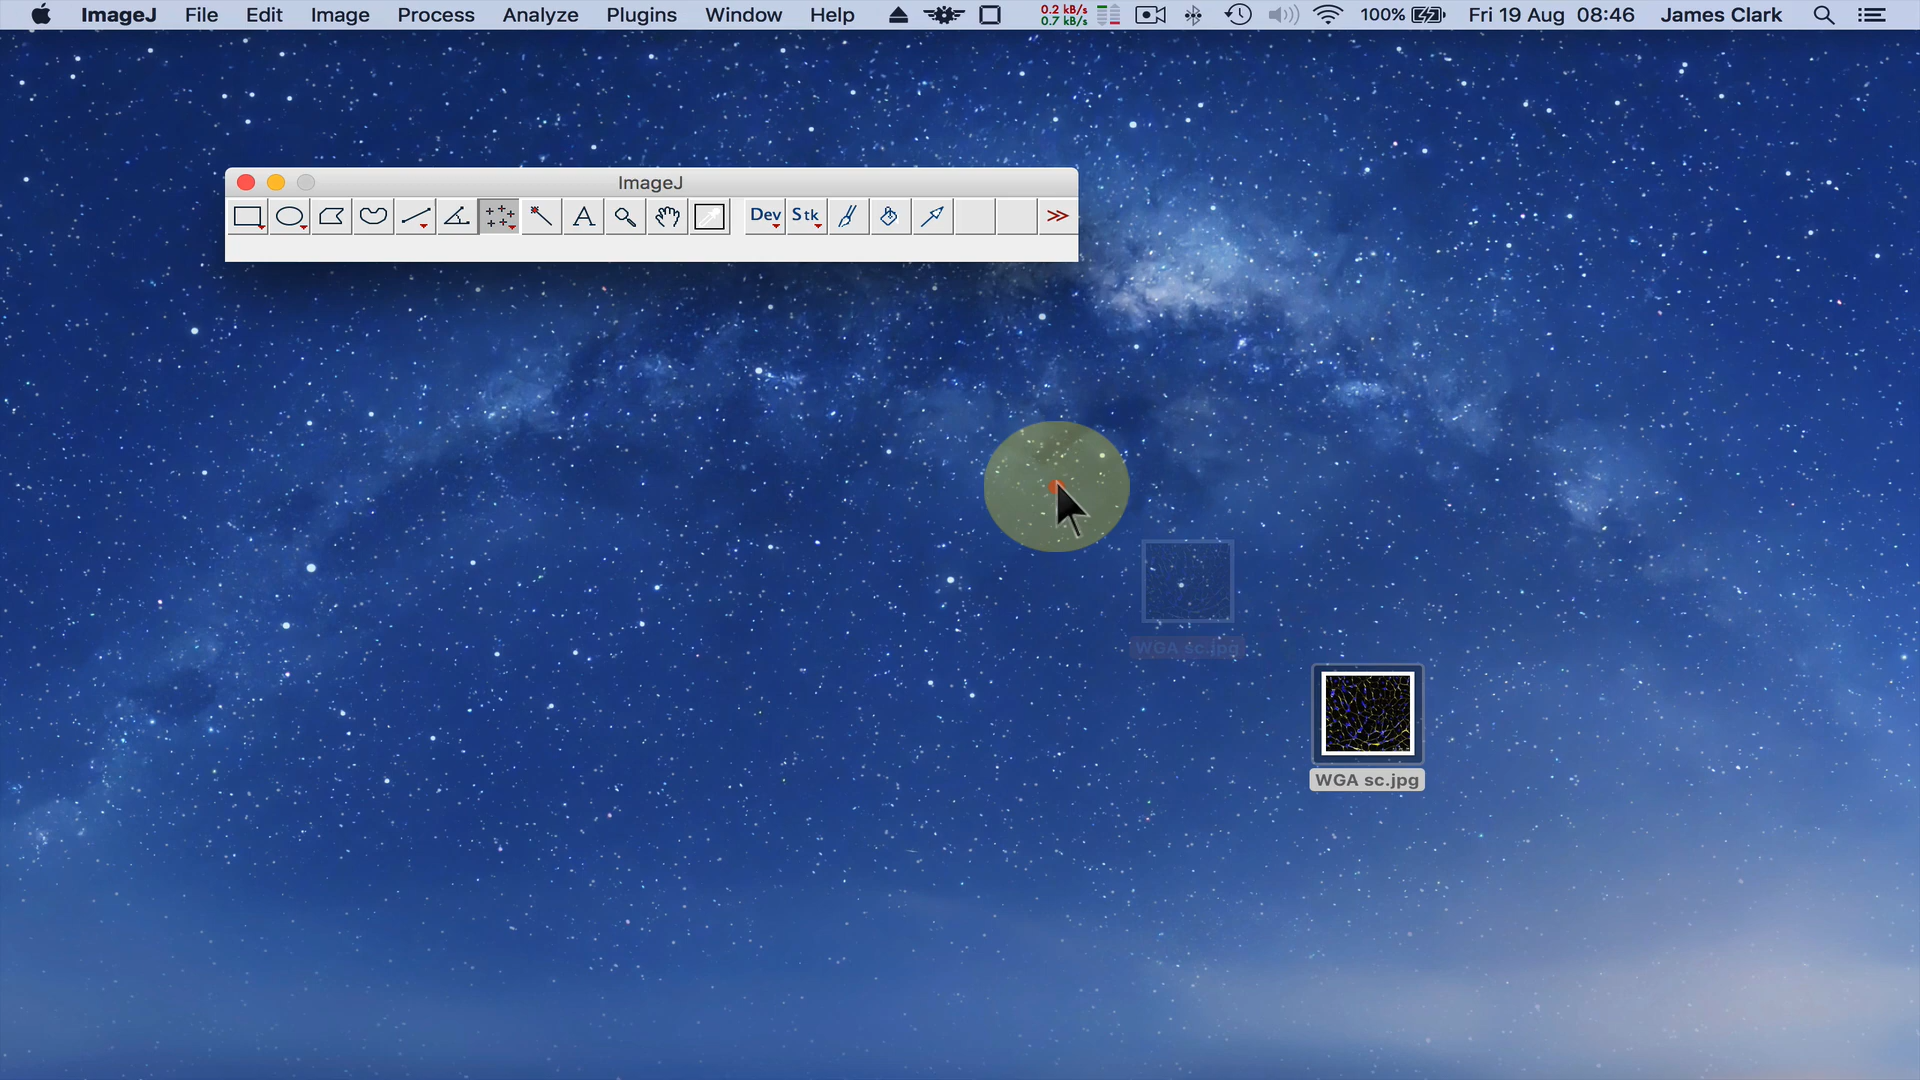 ImageJ File Edit Image Process Analyze Plugins Window Help 0.2 kB/s 100% Fri 19 Aug 08:46 James Clark
0.7 kB/s
ImageJ
A Dev Stk >>
WGA sc.jpg
WGA sc.jpg